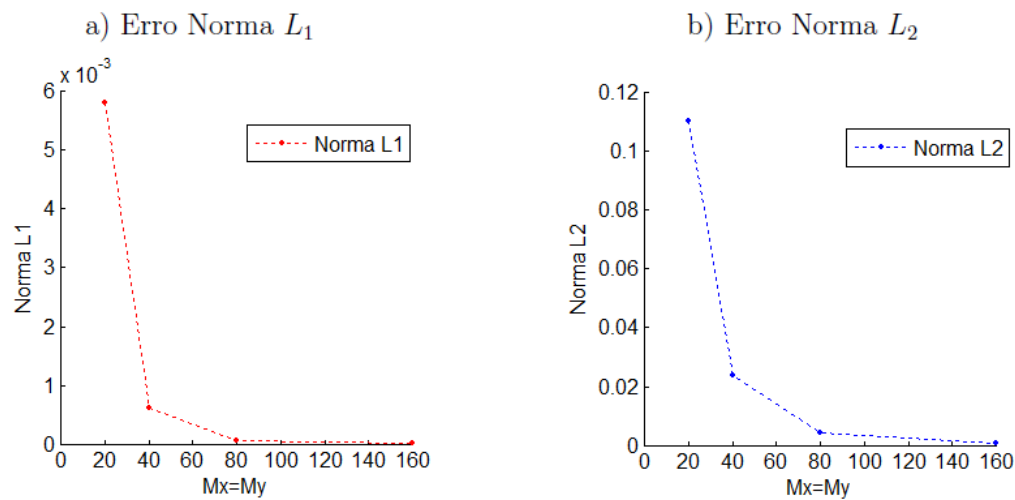 a) Erro Norma L₁
x 10⁻³
6
5
4
3
2
1
0
0 20 40 60 80 100 120 140 160
Norma L1
Mx=My
Norma L1
b) Erro Norma L₂
0.12
0.1
0.08
0.06
0.04
0.02
0
0 20 40 60 80 100 120 140 160
Norma L2
Mx=My
Norma L2